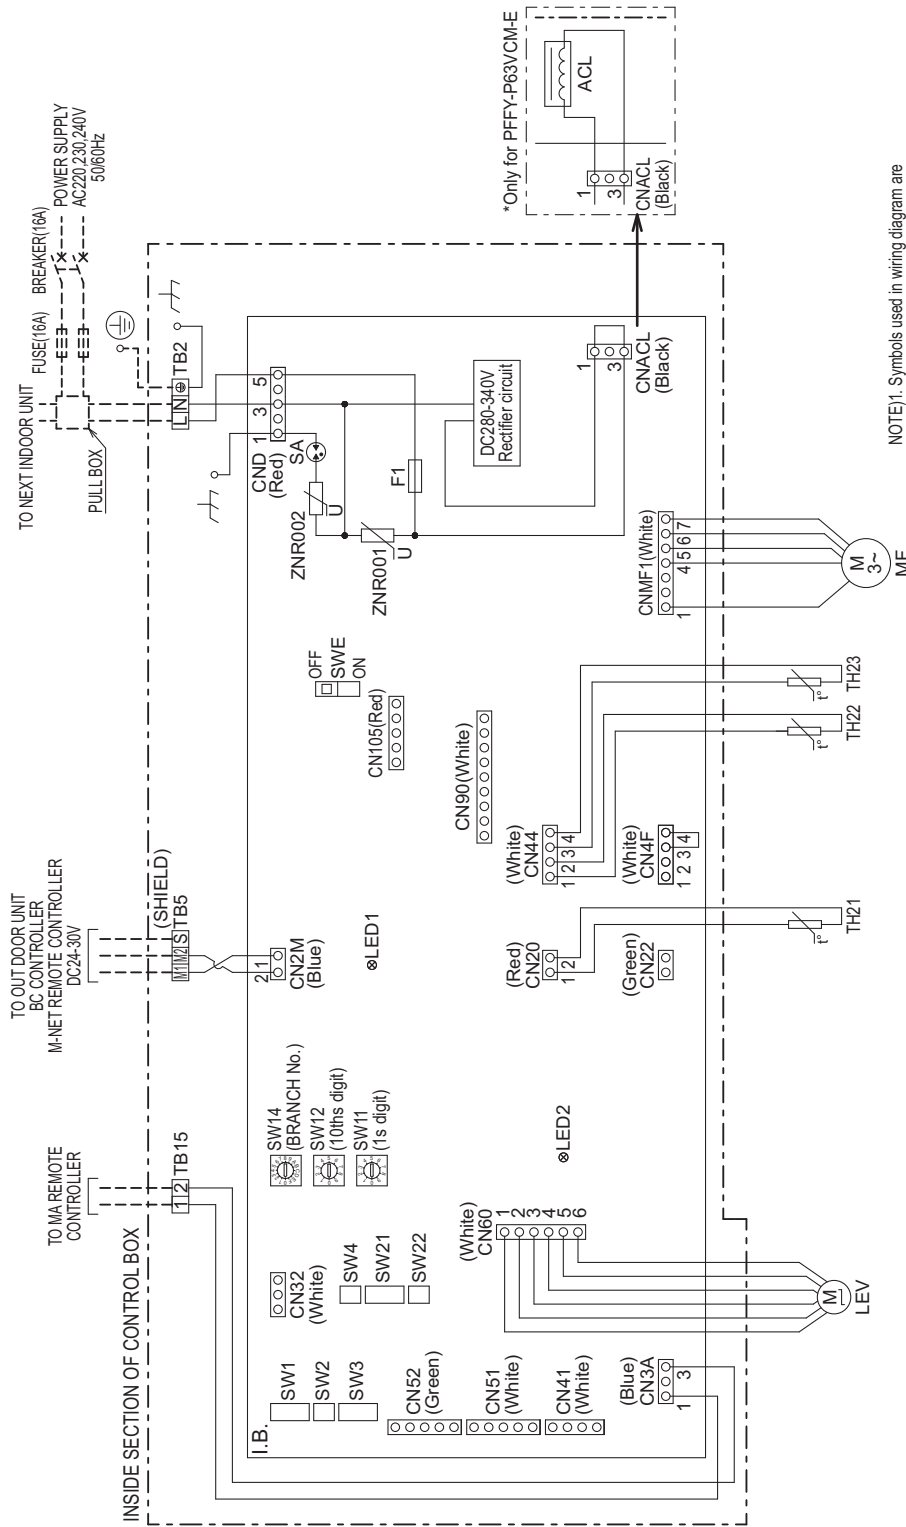 INSIDE SECTION OF CONTROL BOX
TO MA REMOTE
CONTROLLER
TB15
1 2
TO OUT DOOR UNIT
BC CONTROLLER
M-NET REMOTE CONTROLLER
DC24-30V
(SHIELD)
TB5
M1 M2 S
TO NEXT INDOOR UNIT
PULL BOX
FUSE(16A)
BREAKER(16A)
POWER SUPPLY
AC220,230,240V
50/60Hz
TB2
L N
I.B.
SW1
SW2
SW3
CN52
(Green)
CN51
(White)
CN41
(White)
(Blue)
CN3A
1 3
CN32
(White)
SW4
SW21
SW22
SW14
(BRANCH No.)
SW12
(10ths digit)
SW11
(1s digit)
(White)
CN60
1
2
3
4
5
6
M
LEV
LED2
2 1
CN2M
(Blue)
LED1
(Red)
CN20
1 2
(Green)
CN22
t°
TH21
(White)
CN44
1 2 3 4
(White)
CN4F
1 2 3 4
CN90(White)
CN105(Red)
OFF
SWE
ON
t°
TH22
t°
TH23
CND
(Red)
1 3 5
SA
ZNR002
U
ZNR001
U
F1
DC280-340V
Rectifier circuit
CNMF1(White)
1 4 5 6 7
M
3~
MF
1
3
CNACL
(Black)
*Only for PFFY-P63VCM-E
ACL
1
3
CNACL
(Black)
NOTE)1. Symbols used in wiring diagram are